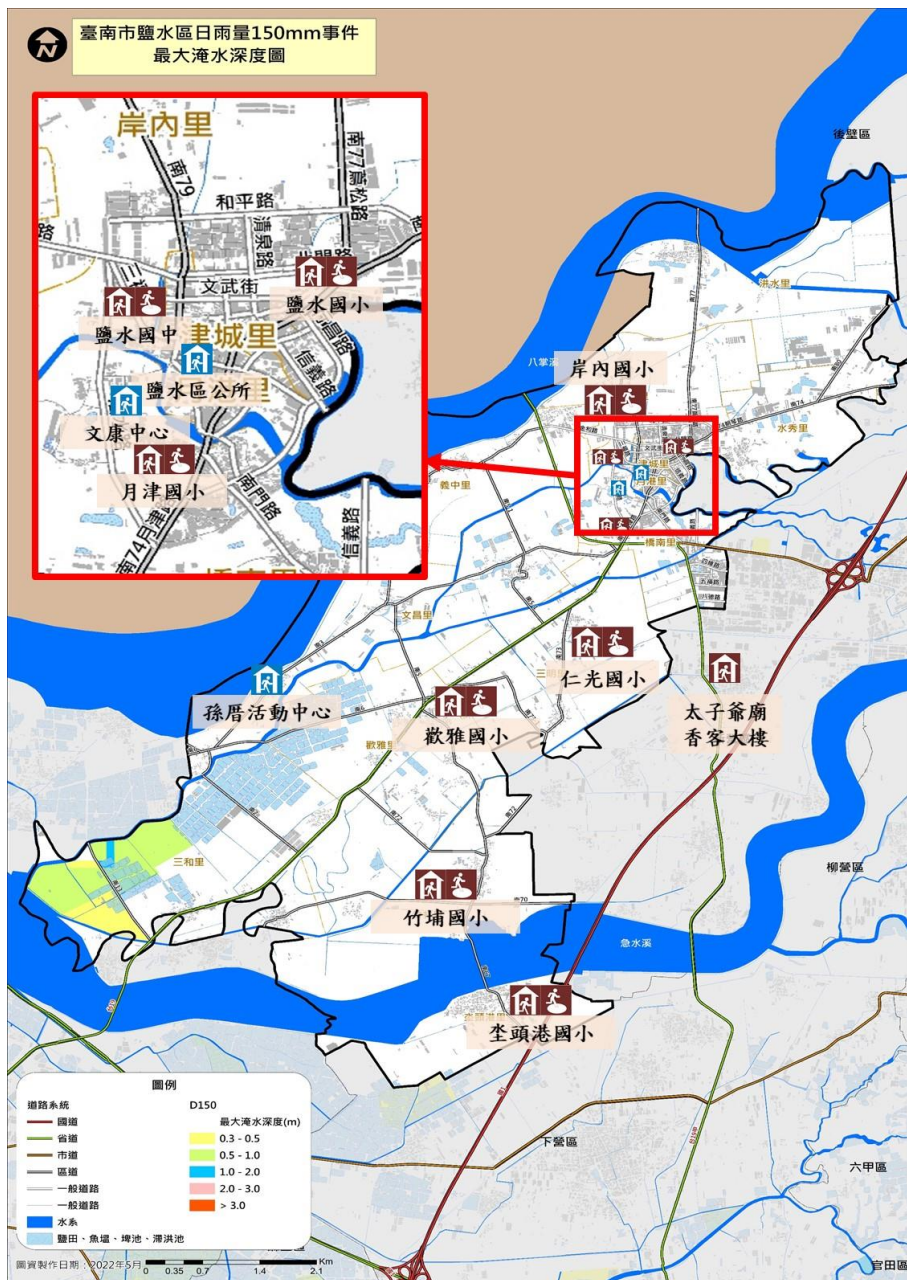 臺南市鹽水區日雨量150mm事件
最大淹水深度圖
N
岸內里
南79
南77蔦松路
和平路
清泉路
路
文武街
鹽水國小
鹽水國中
信義路
鹽水區公所
文康中心
月津國小
南門路
信義路
南74月津路
後壁區
洪水里
八掌溪
岸內國小
水秀里
義中里
橋南里
文昌里
仁光國小
太子爺廟
香客大樓
孫厝活動中心
歡雅國小
歡雅里
三和里
柳營區
竹埔國小
急水溪
坔頭港國小
下營區
六甲區
官田區
圖例
道路系統
國道
省道
市道
區道
一般道路
一般道路
水系
鹽田、魚塭、埤池、滯洪池
D150
最大淹水深度(m)
0.3 - 0.5
0.5 - 1.0
1.0 - 2.0
2.0 - 3.0
> 3.0
圖資製作日期：2022年5月
0 0.35 0.7 1.4 2.1 Km